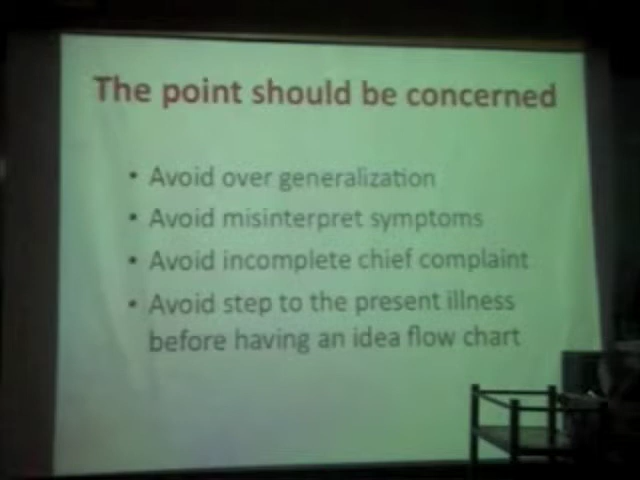 The point should be concerned
• Avoid over generalization
• Avoid misinterpret symptoms
• Avoid incomplete chief complaint
• Avoid step to the present illness
before having an idea flow chart